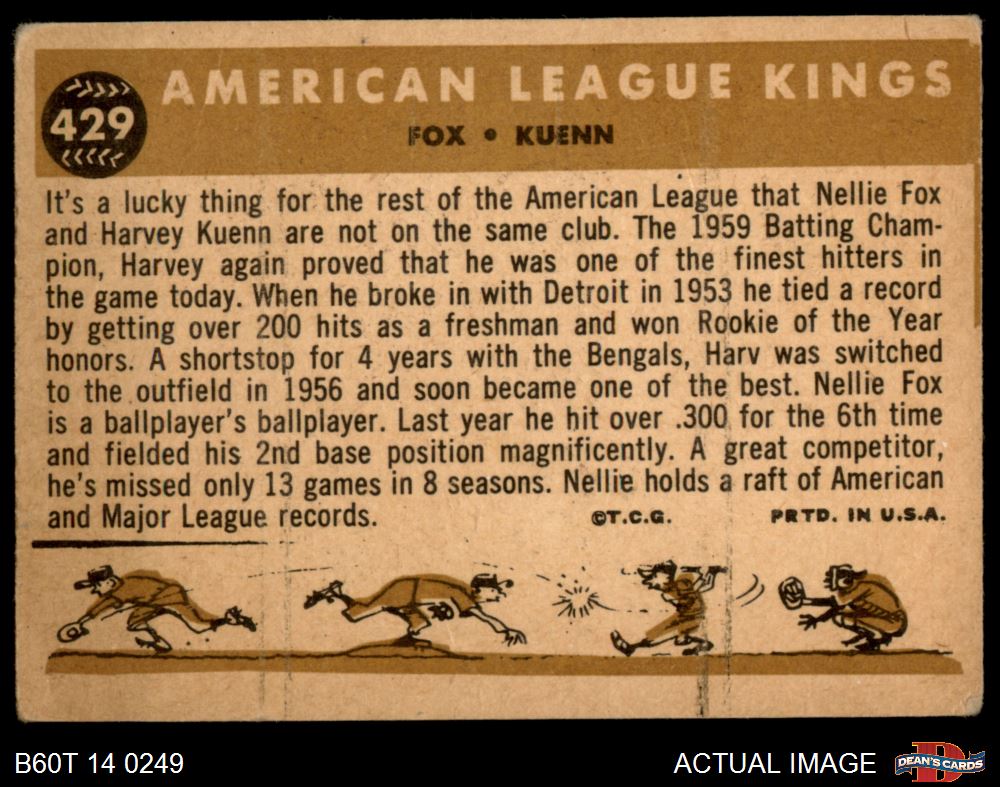 429
AMERICAN LEAGUE KINGS
FOX • KUENN
It's a lucky thing for the rest of the American League that Nellie Fox
and Harvey Kuenn are not on the same club. The 1959 Batting Cham-
pion, Harvey again proved that he was one of the finest hitters in
the game today. When he broke in with Detroit in 1953 he tied a record
by getting over 200 hits as a freshman and won Rookie of the Year
honors. A shortstop for 4 years with the Bengals, Harv was switched
to the outfield in 1956 and soon became one of the best. Nellie Fox
is a ballplayer's ballplayer. Last year he hit over .300 for the 6th time
and fielded his 2nd base position magnificently. A great competitor,
he's missed only 13 games in 8 seasons. Nellie holds a raft of American
and Major League records. ©T.C.G. PRTD. IN U.S.A.
B60T 14 0249 ACTUAL IMAGE
D
DEAN'S CARDS